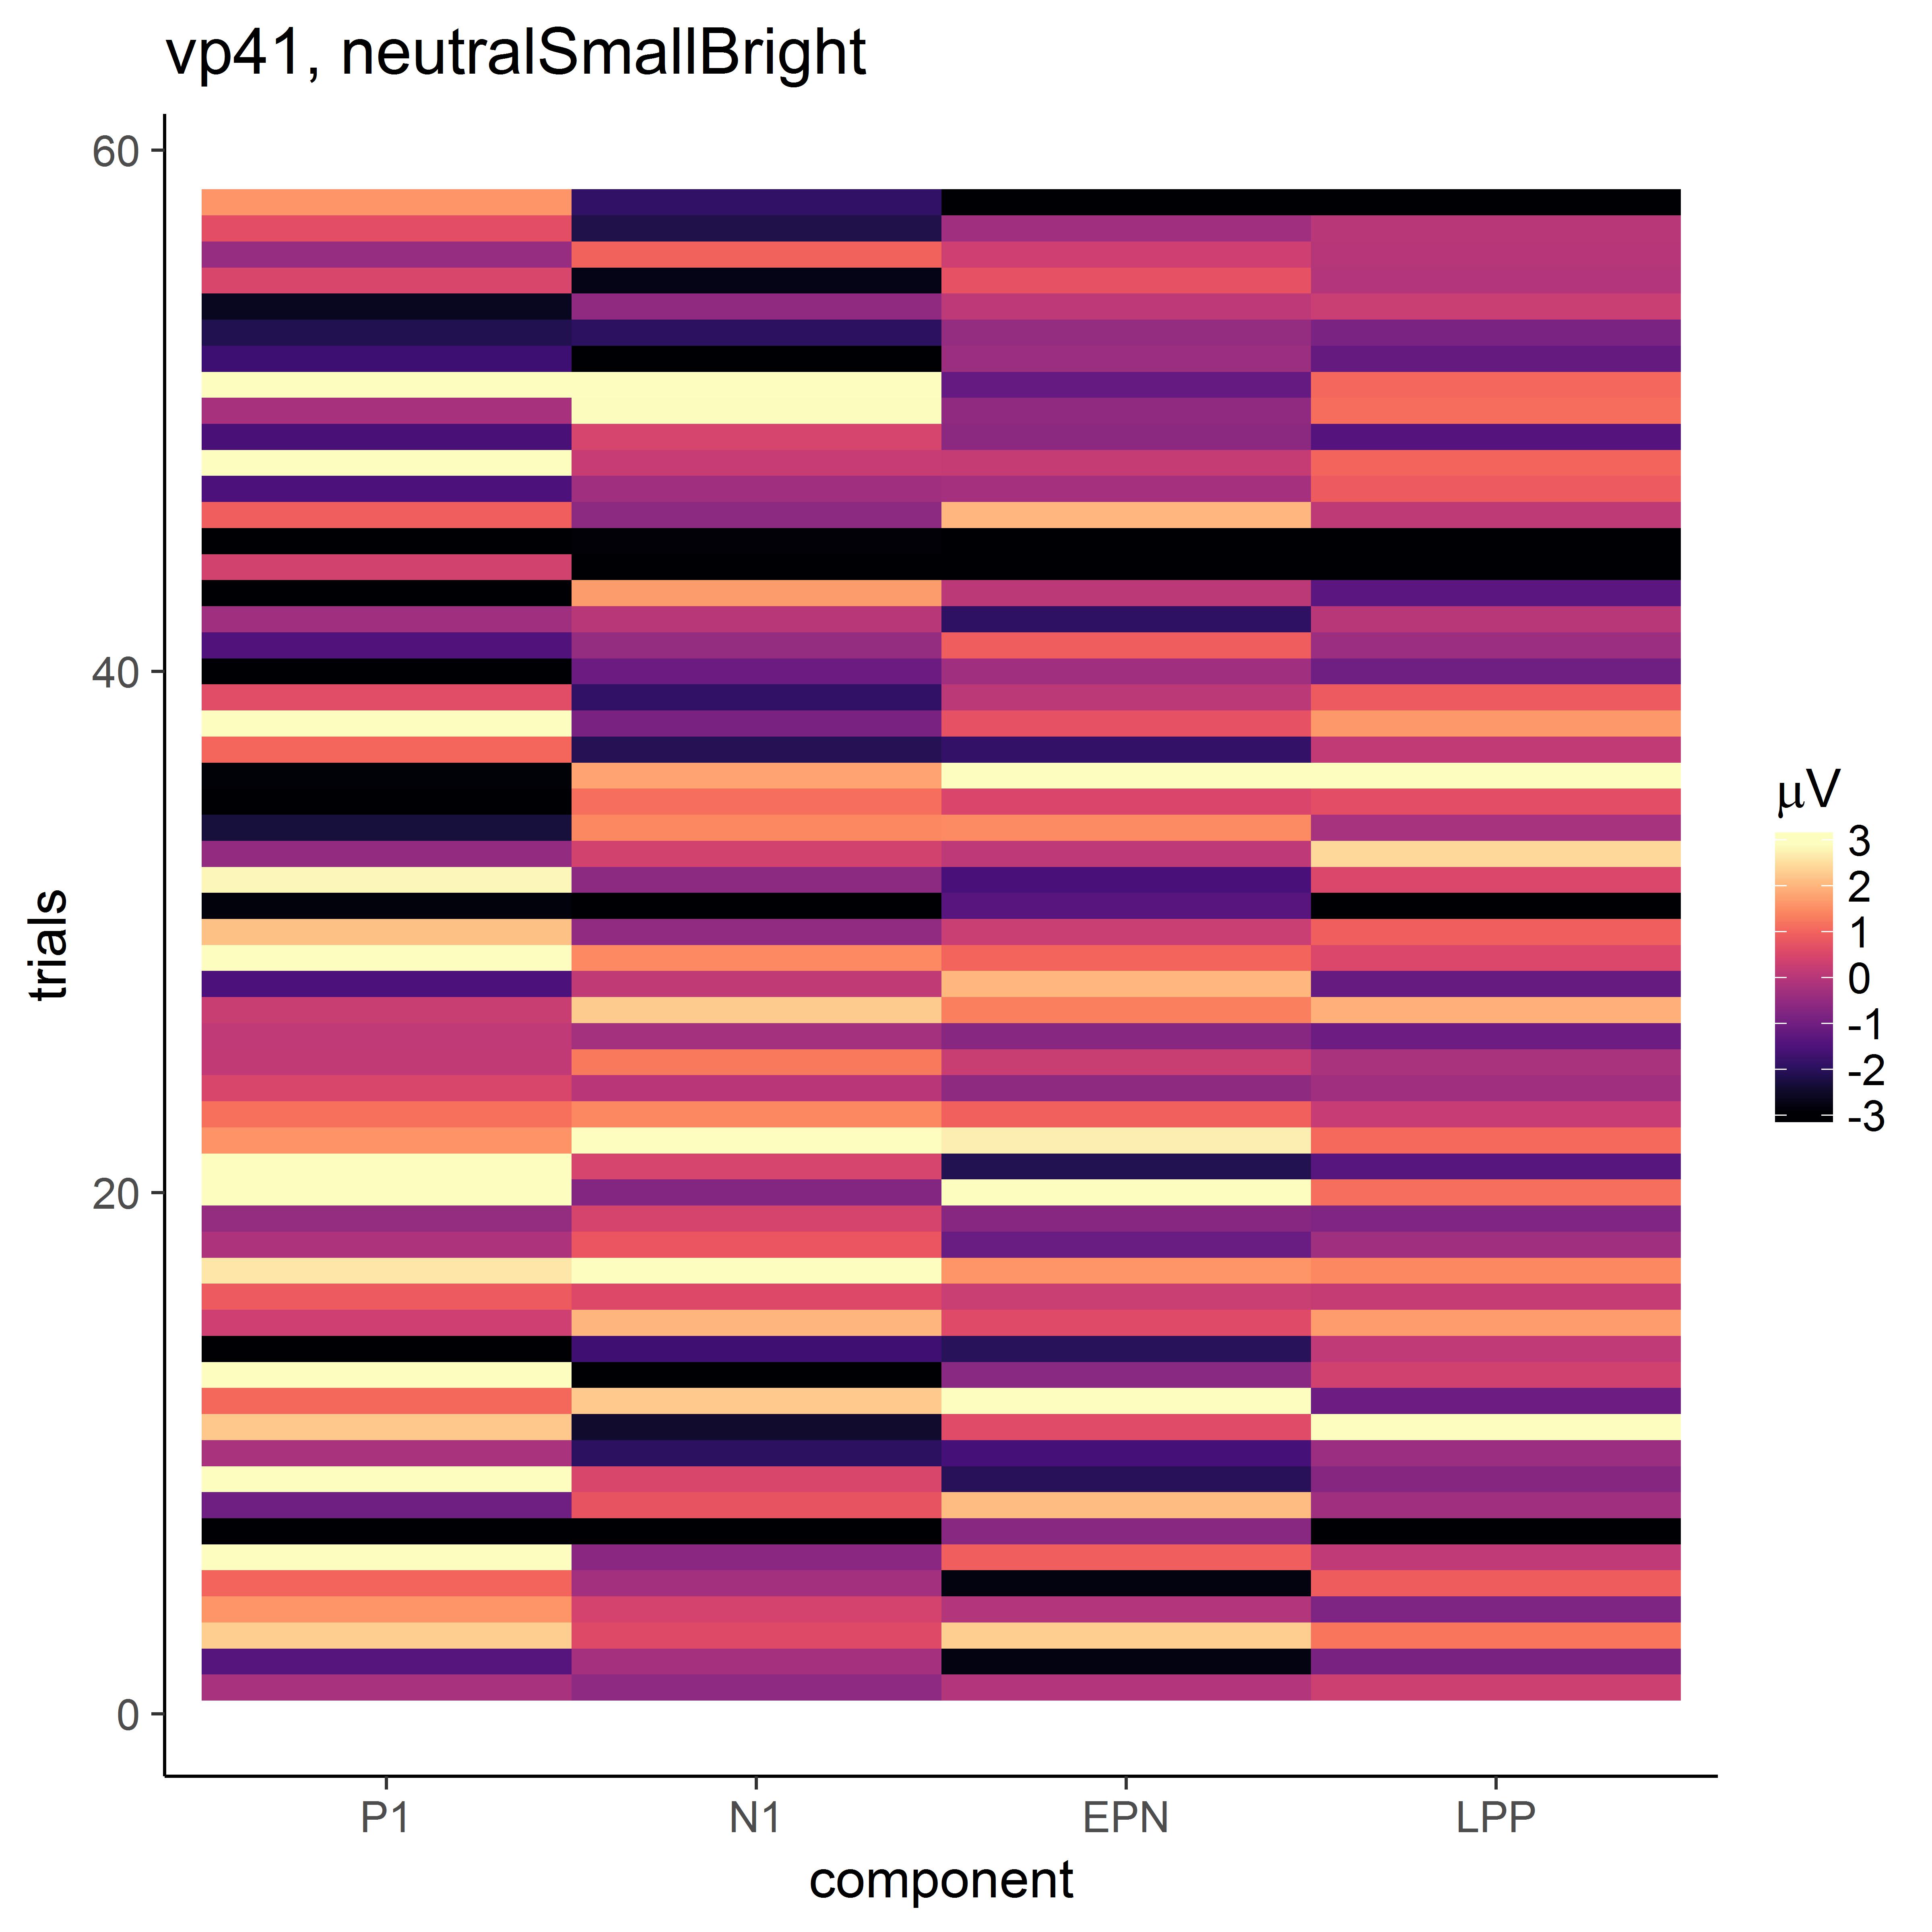 vp41, neutralSmallBright
60
40
20
0
trials
P1 N1 EPN LPP
component
μV
3
2
1
0
-1
-2
-3